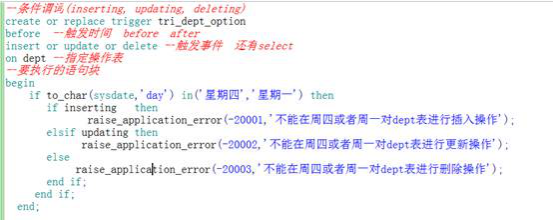 --条件谓词(inserting, updating, deleting)
create or replace trigger tri_dept_option
before --触发时间 before after
insert or update or delete --触发事件 还有select
on dept --指定操作表
--要执行的语句块
begin
if to_char(sysdate,'day') in('星期四','星期一') then
if inserting then
raise_application_error(-20001,'不能在周四或者周一对dept表进行插入操作');
elsif updating then
raise_application_error(-20002,'不能在周四或者周一对dept表进行更新操作');
else
raise_application_error(-20003,'不能在周四或者周一对dept表进行删除操作');
end if;
end if;
end;